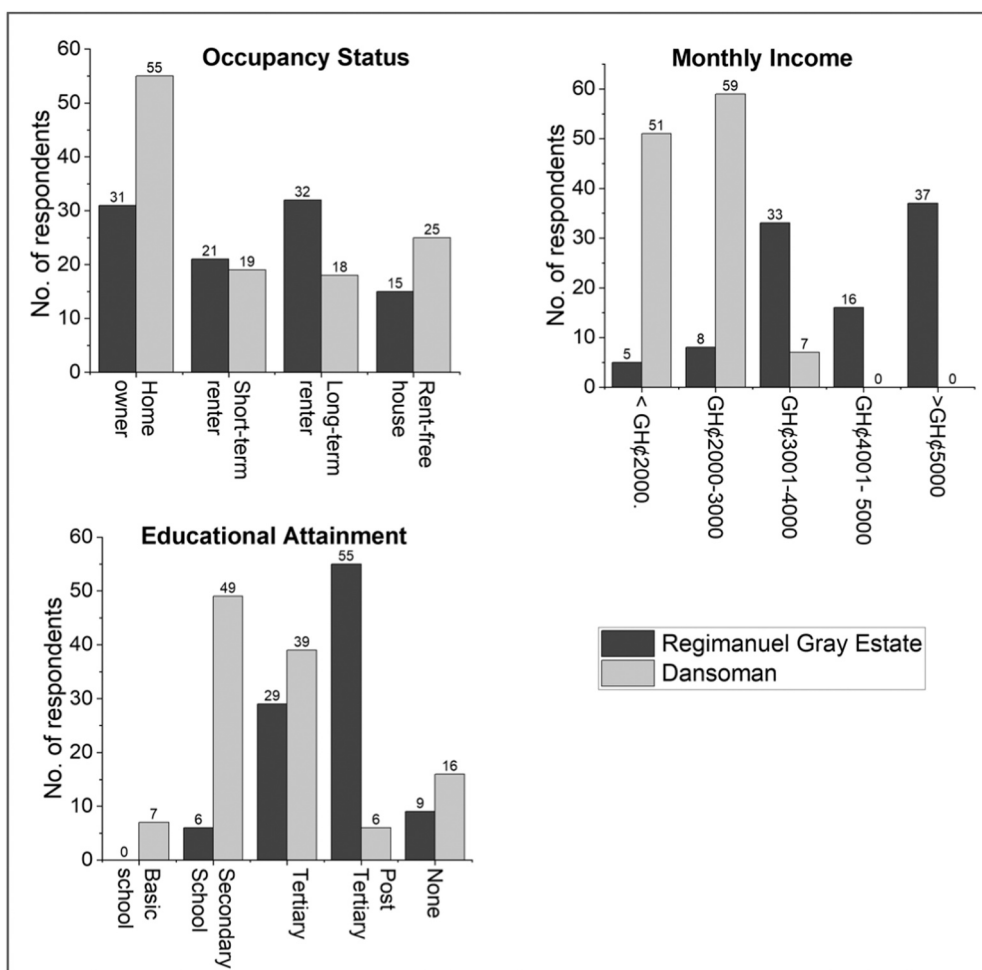 Occupancy Status
No. of respondents
60
50
40
30
20
10
0
31
55
21
19
32
18
15
25
Home
owner
Short-term
renter
Long-term
renter
Rent-free
house
Monthly Income
No. of respondents
60
50
40
30
20
10
0
5
51
8
59
33
7
16
0
37
0
< GH₵2000.
GH₵2000-3000
GH₵3001-4000
GH₵4001- 5000
>GH₵5000
Educational Attainment
No. of respondents
60
50
40
30
20
10
0
0
7
6
49
29
39
55
6
9
16
Basic
school
Secondary
School
Tertiary
Post
Tertiary
None
Regimanuel Gray Estate
Dansoman